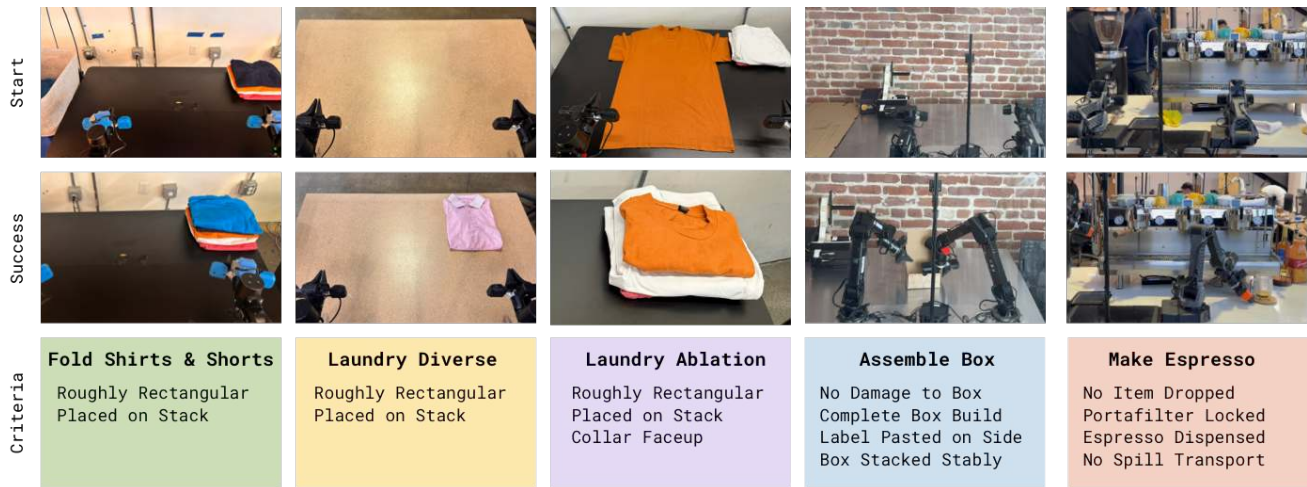 Start
Success
Criteria
Fold Shirts & Shorts
Roughly Rectangular
Placed on Stack
Laundry Diverse
Roughly Rectangular
Placed on Stack
Laundry Ablation
Roughly Rectangular
Placed on Stack
Collar Faceup
Assemble Box
No Damage to Box
Complete Box Build
Label Pasted on Side
Box Stacked Stably
Make Espresso
No Item Dropped
Portafilter Locked
Espresso Dispensed
No Spill Transport